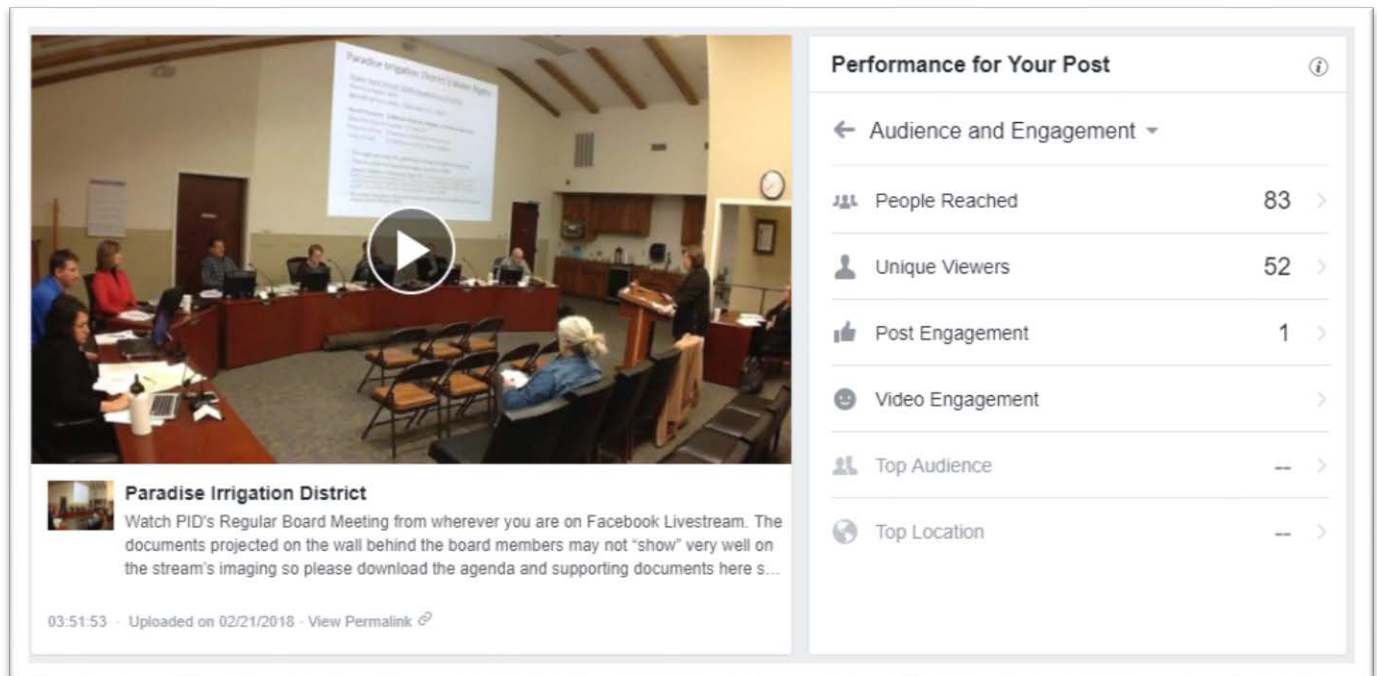 Paradise Irrigation District's Water Rights
Performance for Your Post
Audience and Engagement
People Reached 83
Unique Viewers 52
Post Engagement 1
Video Engagement
Top Audience --
Top Location --
Paradise Irrigation District
Watch PID's Regular Board Meeting from wherever you are on Facebook Livestream. The
documents projected on the wall behind the board members may not “show” very well on
the stream's imaging so please download the agenda and supporting documents here s...
03:51:53 · Uploaded on 02/21/2018 · View Permalink